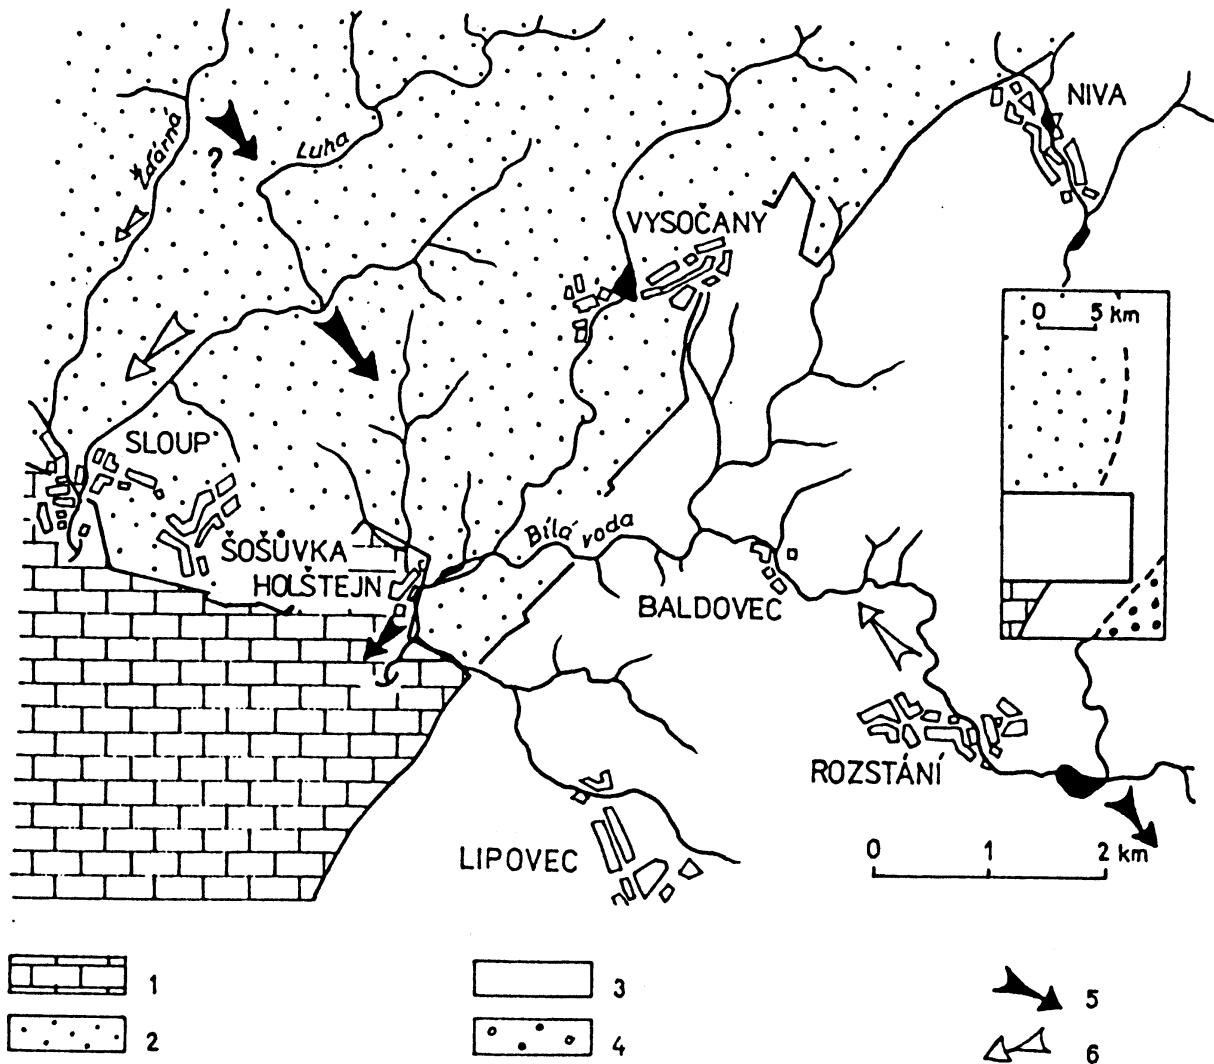 NIVA
Žďárná
?
Luha
VYSOČANY
0 5 km
SLOUP
ŠOŠŮVKA
HOLŠTEJN
Bílá voda
BALDOVEC
ROZSTÁNÍ
LIPOVEC
0 1 2 km
1 3 5
2 4 6